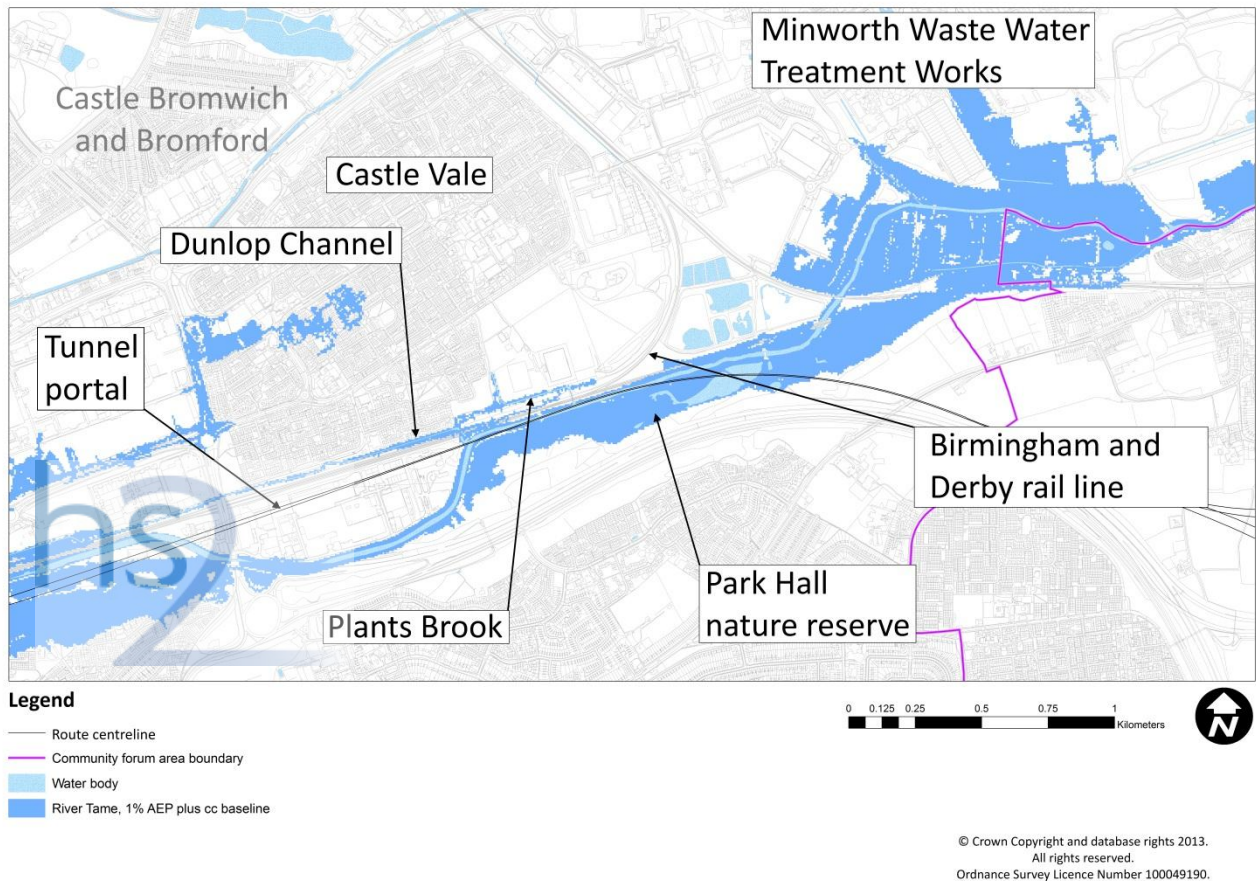 Minworth Waste Water
Treatment Works
Castle Bromwich
and Bromford
Castle Vale
Dunlop Channel
Tunnel
portal
Birmingham and
Derby rail line
Park Hall
nature reserve
Plants Brook
hs2
Legend
Route centreline
Community forum area boundary
Water body
River Tame, 1% AEP plus cc baseline
0 0.125 0.25 0.5 0.75 1
Kilometers
N
© Crown Copyright and database rights 2013.
All rights reserved.
Ordnance Survey Licence Number 100049190.